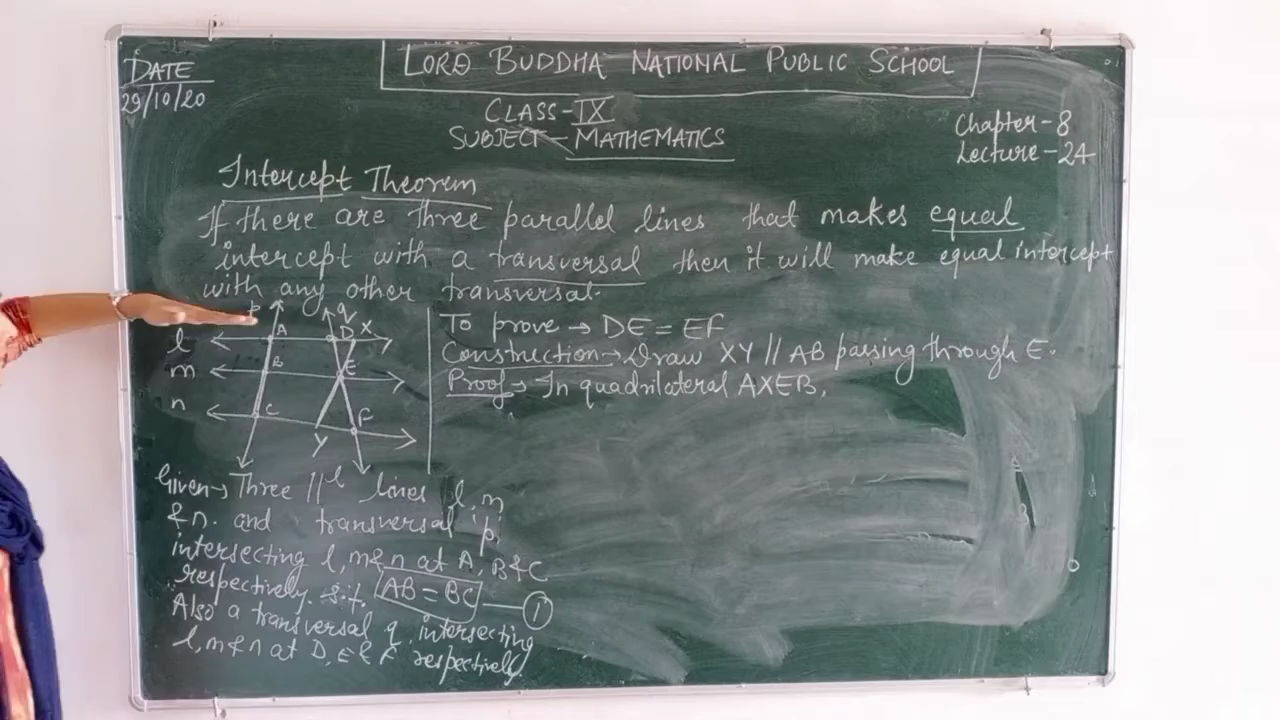 DATE
29/10/20
LORD BUDDHA NATIONAL PUBLIC SCHOOL
CLASS-IX
SUBJECT-MATHEMATICS
Chapter-8
Lecture-24
Intercept Theorem
If there are three parallel lines that makes equal
intercept with a transversal then it will make equal intercept
with any other transversal.
p q
l A D X
m B E
n C F
Y
To prove → DE = EF
Construction → Draw XY // AB passing through E.
Proof → In quadrilateral AXEB,
Given → Three //l lines l, m
& n. and transversal 'p'
intersecting l, m & n at A, B & C
respectively. s.t. AB = BC — 1
Also a transversal q, intersecting
l, m & n at D, E & F respectively.